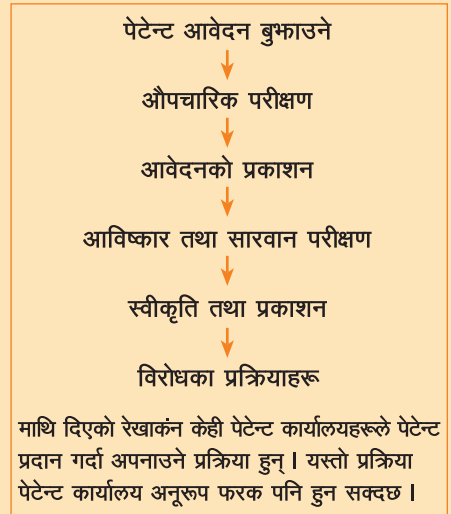 पेटेन्ट आवेदन बुझाउने
औपचारिक परीक्षण
आवेदनको प्रकाशन
आविष्कार तथा सारवान परीक्षण
स्वीकृति तथा प्रकाशन
विरोधका प्रक्रियाहरू
माथि दिएको रेखाकंन केही पेटेन्ट कार्यालयहरूले पेटेन्ट
प्रदान गर्दा अपनाउने प्रक्रिया हुन् । यस्तो प्रक्रिया
पेटेन्ट कार्यालय अनूरूप फरक पनि हुन सक्दछ ।